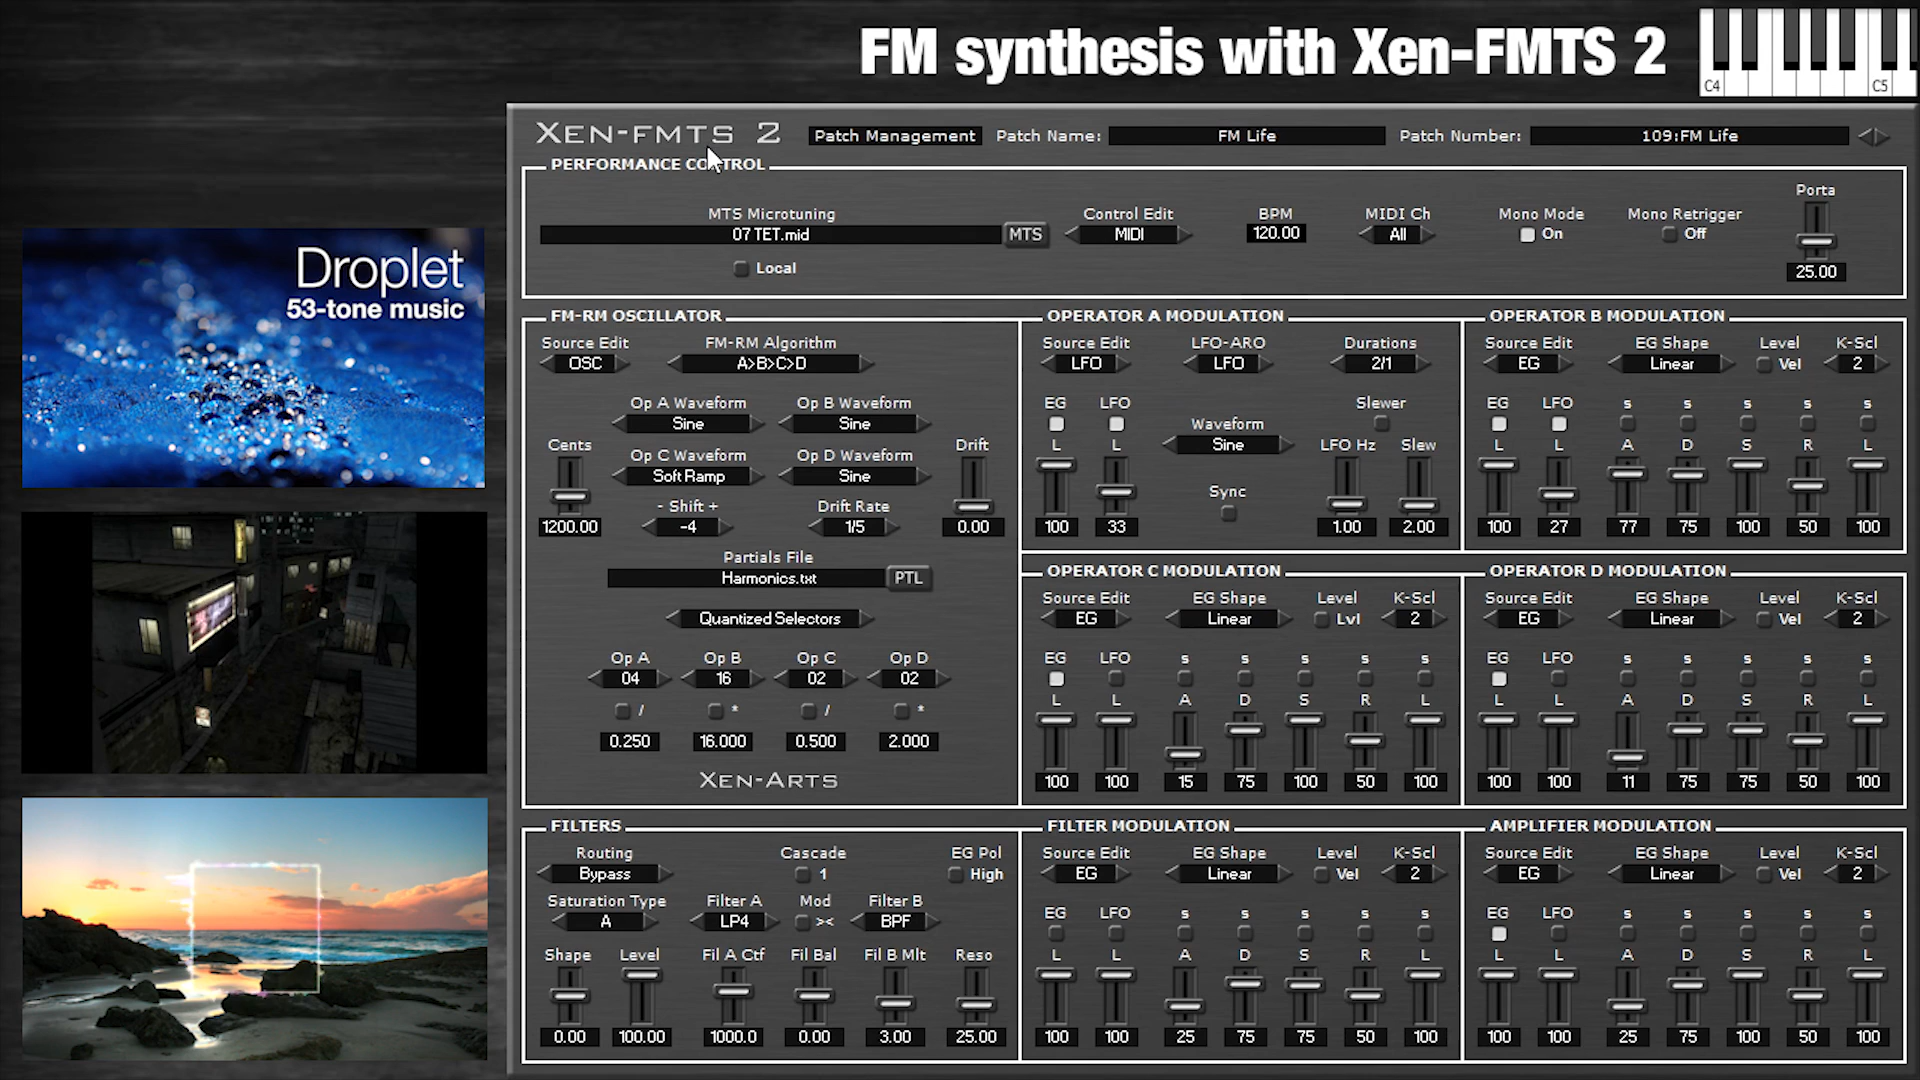 FM synthesis with Xen-FMTS 2
C4 C5
Droplet
53-tone music
XEN-FMTS 2 Patch Management Patch Name: FM Life Patch Number: 109:FM Life
PERFORMANCE CONTROL
Porta
MTS Microtuning Control Edit BPM MIDI Ch Mono Mode Mono Retrigger
07 TET.mid MTS MIDI 120.00 All On Off
Local 25.00
FM-RM OSCILLATOR
Source Edit FM-RM Algorithm
OSC A>B>C>D
Op A Waveform Op B Waveform
Sine Sine
Cents Drift
Op C Waveform Op D Waveform
Soft Ramp Sine
- Shift + Drift Rate
1200.00 -4 1/5 0.00
Partials File
Harmonics.txt PTL
Quantized Selectors
Op A Op B Op C Op D
04 16 02 02
/ * / *
0.250 16.000 0.500 2.000
XEN-ARTS
OPERATOR A MODULATION
Source Edit LFO-ARO Durations
LFO LFO 2/1
EG LFO Slewer
Waveform
L L Sine LFO Hz Slew
Sync
100 33 1.00 2.00
OPERATOR B MODULATION
Source Edit EG Shape Level K-Scl
EG Linear Vel 2
EG LFO s s s s s
L L A D S R L
100 27 77 75 100 50 100
OPERATOR C MODULATION
Source Edit EG Shape Level K-Scl
EG Linear Lvl 2
EG LFO s s s s s
L L A D S R L
100 100 15 75 100 50 100
OPERATOR D MODULATION
Source Edit EG Shape Level K-Scl
EG Linear Vel 2
EG LFO s s s s s
L L A D S R L
100 100 11 75 75 50 100
FILTERS
Routing Cascade EG Pol
Bypass 1 High
Saturation Type Filter A Mod Filter B
A LP4 >< BPF
Shape Level Fil A Ctf Fil Bal Fil B Mlt Reso
0.00 100.00 1000.0 0.00 3.00 25.00
FILTER MODULATION
Source Edit EG Shape Level K-Scl
EG Linear Vel 2
EG LFO s s s s s
L L A D S R L
100 100 25 75 75 50 100
AMPLIFIER MODULATION
Source Edit EG Shape Level K-Scl
EG Linear Vel 2
EG LFO s s s s s
L L A D S R L
100 100 25 75 100 50 100